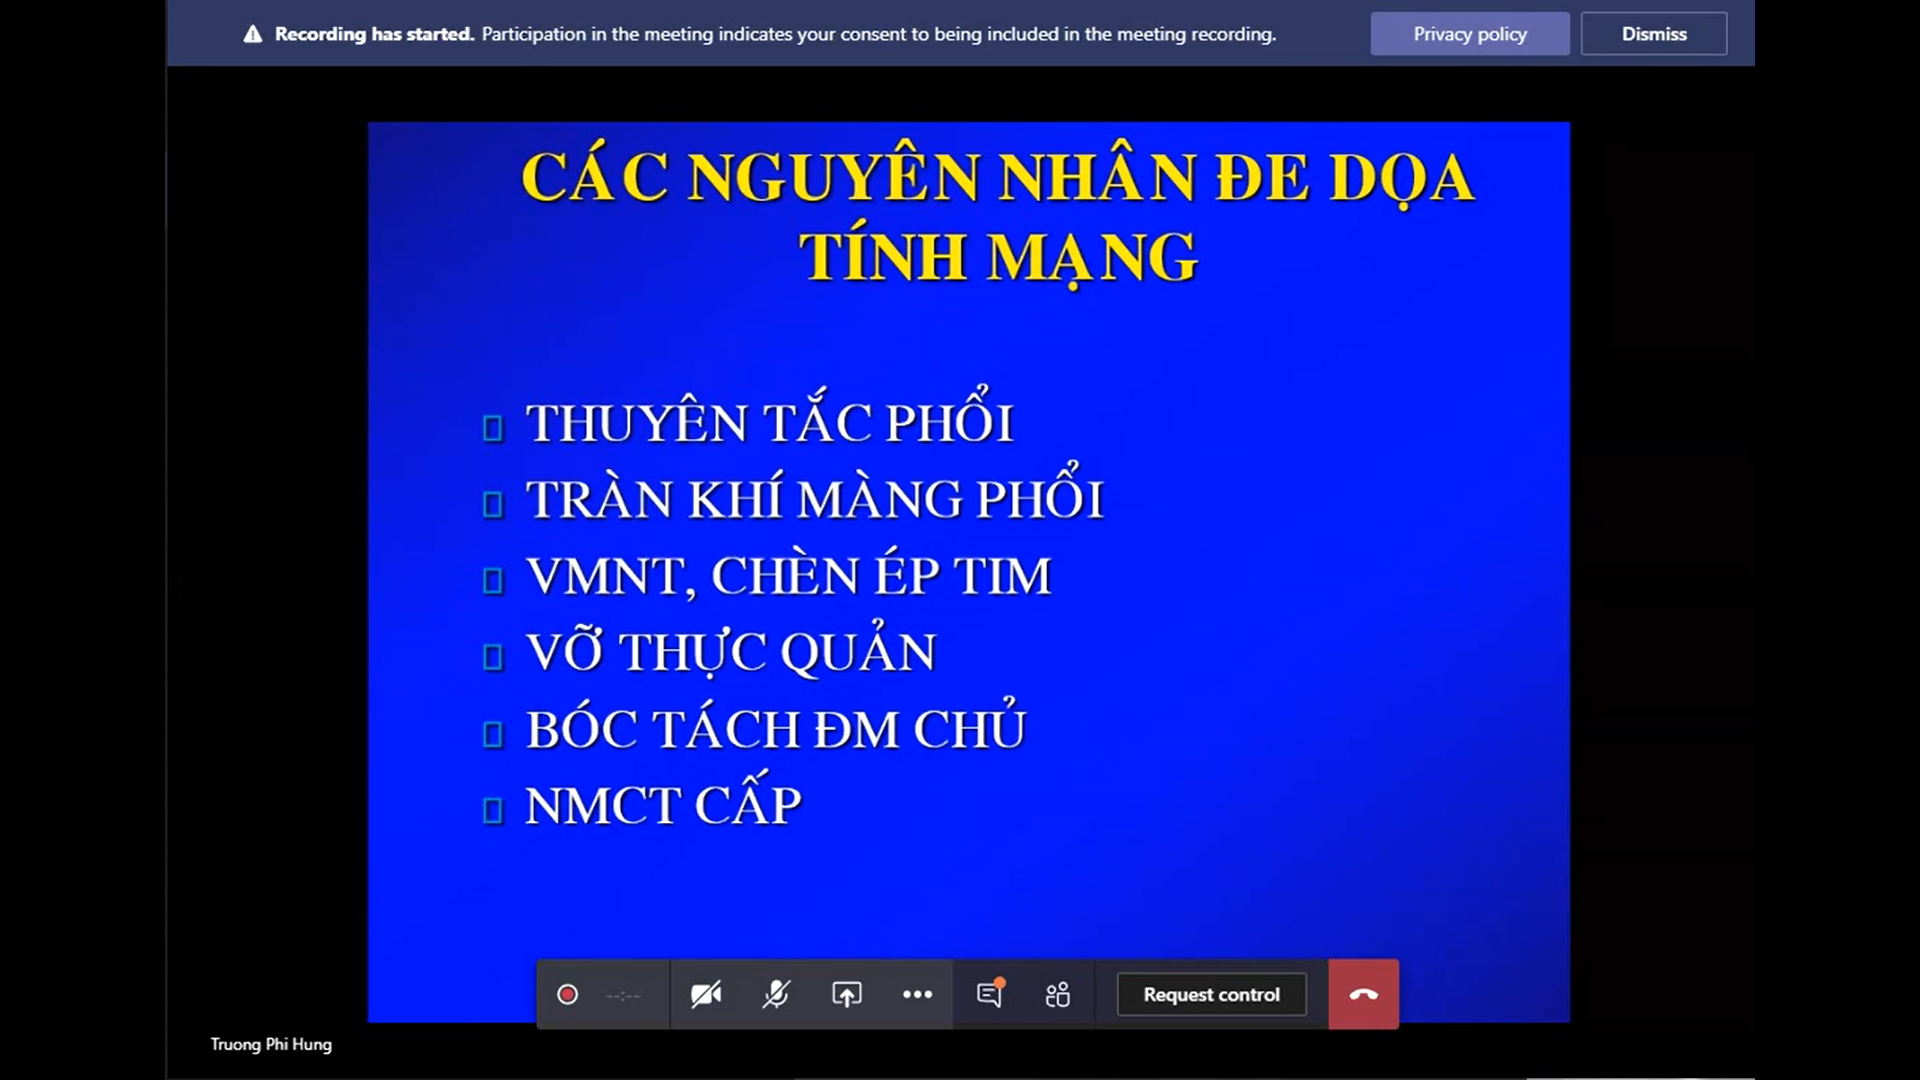 Recording has started. Participation in the meeting indicates your consent to being included in the meeting recording.
Privacy policy
Dismiss
CÁC NGUYÊN NHÂN ĐE DỌA
TÍNH MẠNG
THUYÊN TẮC PHỔI
TRÀN KHÍ MÀNG PHỔI
VMNT, CHÈN ÉP TIM
VỠ THỰC QUẢN
BÓC TÁCH ĐM CHỦ
NMCT CẤP
--:--
Request control
Truong Phi Hung